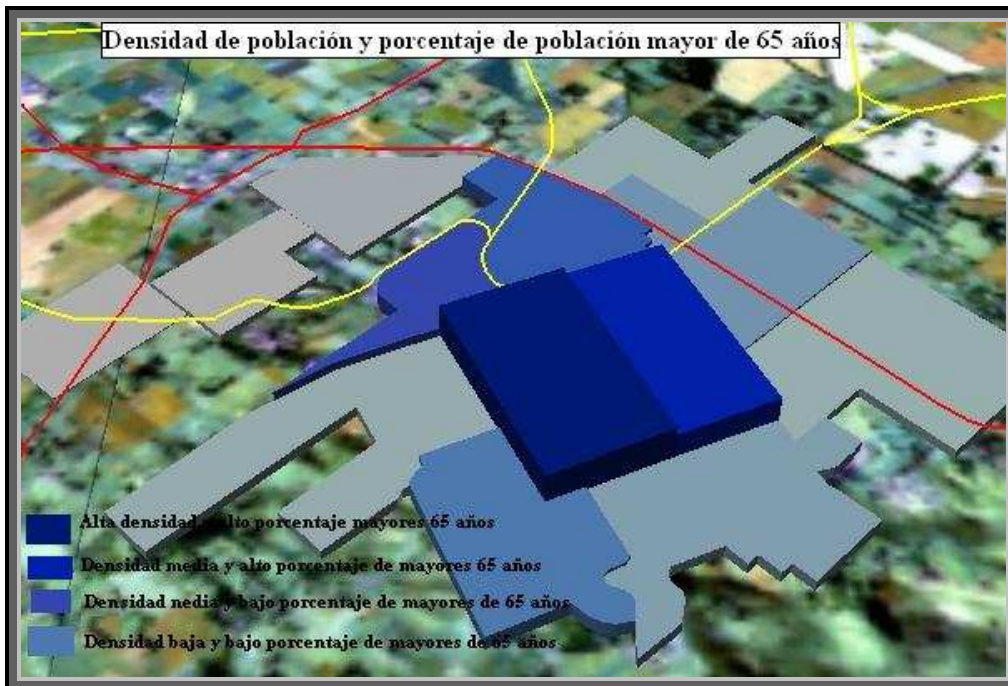 Densidad de población y porcentaje de población mayor de 65 años
Alta densidad alto porcentaje mayores 65 años
Densidad media y alto porcentaje de mayores 65 años
Densidad nedia y bajo porcentaje de mayores de 65 años
Densidad baja y bajo porcentaje de mayores de 65 años